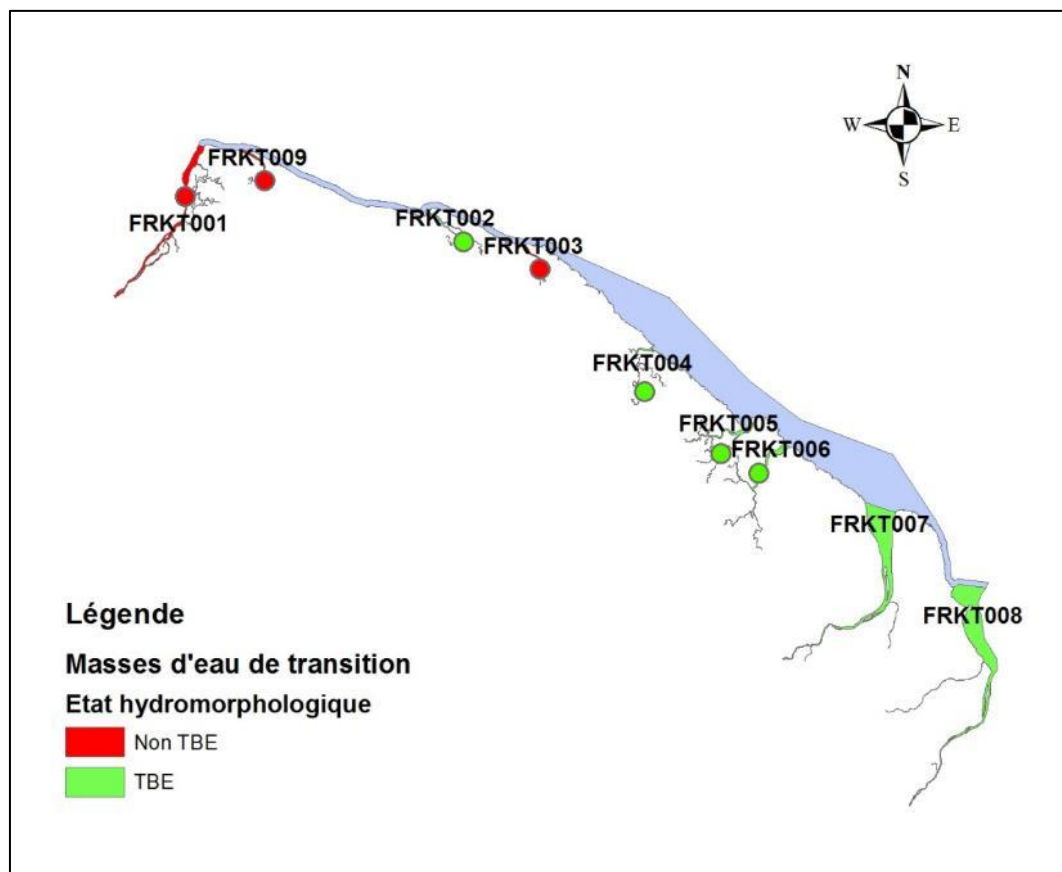 N
W E
S
FRKT009
FRKT001
FRKT002
FRKT003
FRKT004
FRKT005
FRKT006
FRKT007
FRKT008
Légende
Masses d'eau de transition
Etat hydromorphologique
Non TBE
TBE